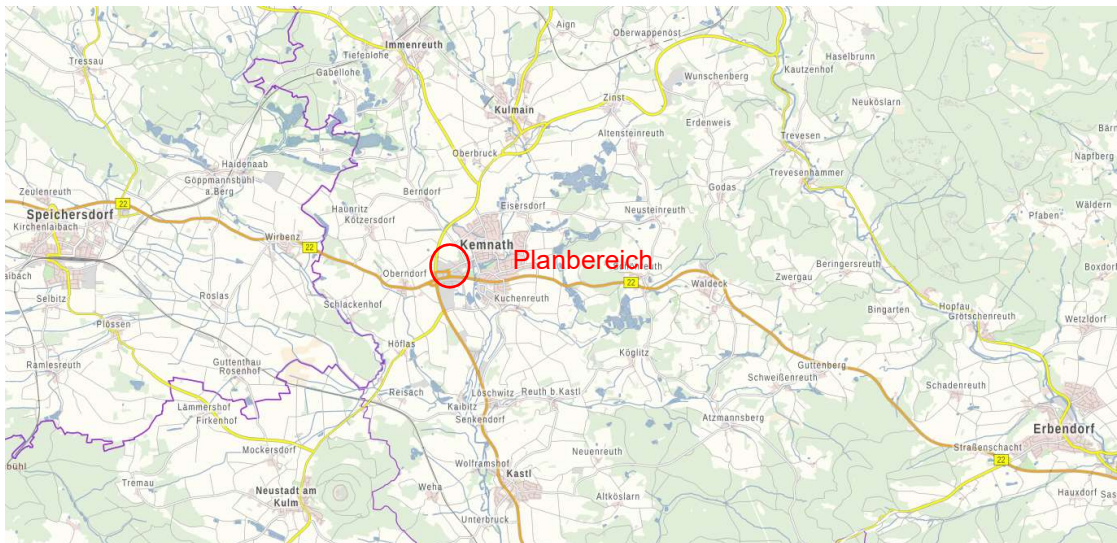 Aign
Oberwappenöst
Immenreuth
Tiefenlohe
Tressau
Haselbrunn
Kautzenhof
Gabellohe
Wunschenberg
Zinst
Neuköslarn
Kulmain
Erdenweis
Altensteinreuth
Trevesen
Napfberg
Oberbruck
Haidenaab
Trevesenhammer
Göppmannsbühl
a.Berg
Zeulenreuth
Berndorf
Godas
22
Eisersdorf
Wäldern
Speichersdorf
Haunritz
Neusteinreuth
Pfaben
Kirchenlaibach
Kötzersdorf
Wirbenz
22
Kemnath
Planbereich
Beringersreuth
Boxdorf
Oberndorf
Zwergau
22
Waldeck
Selbitz
Roslas
Schlackenhof
Kuchenreuth
Hopfau
Bingarten
Grötschenreuth
Plössen
Wetzldorf
Höflas
Köglitz
Guttenthau
Guttenberg
Ramlesreuth
Rosenhof
Schweißenreuth
Schadenreuth
Reisach
Löschwitz
Reuth b.Kastl
Lämmershof
Kaibitz
Firkenhof
Senkendorf
Atzmannsberg
Erbendorf
Mockersdorf
Straßenschacht
Neuenreuth
22
Wolframshof
Kastl
Tremau
Weha
Neustadt am
Kulm
Altköslarn
Hauxdorf
Unterbruck